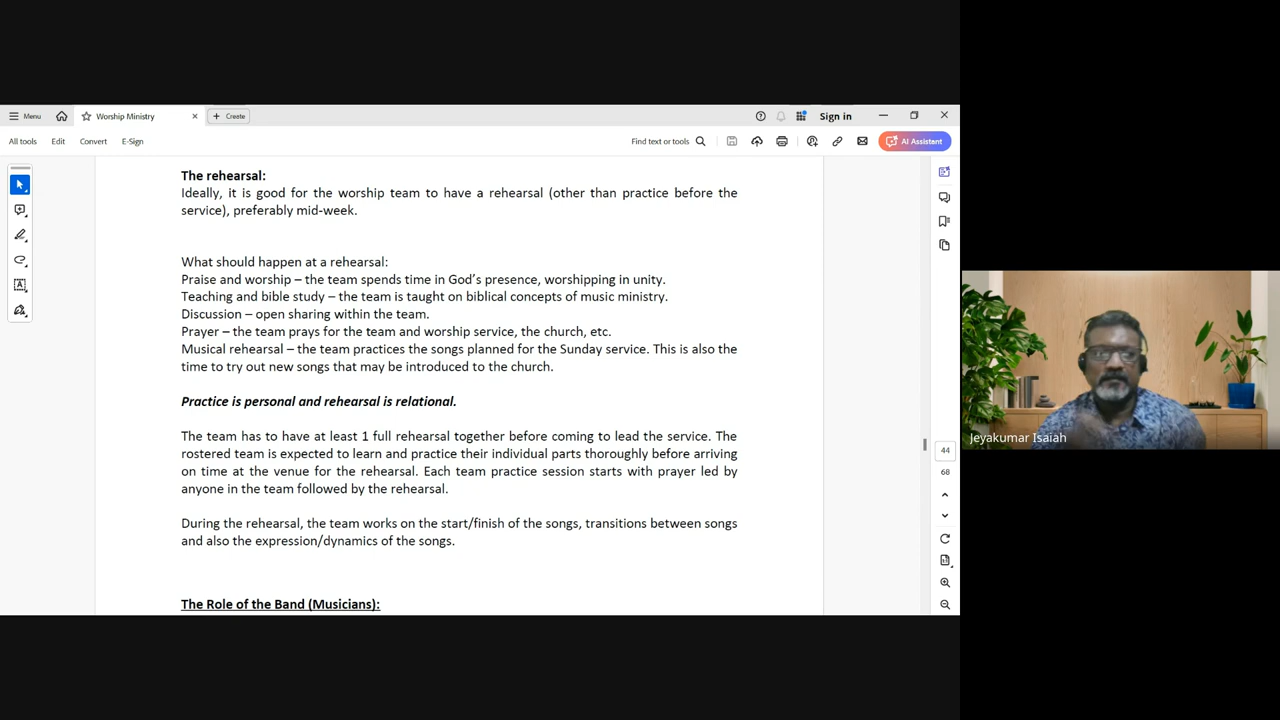 Menu
Worship Ministry
Create
Sign in
All tools
Edit
Convert
E-Sign
Find text or tools
AI Assistant
The rehearsal:
Ideally, it is good for the worship team to have a rehearsal (other than practice before the
service), preferably mid-week.
What should happen at a rehearsal:
Praise and worship – the team spends time in God’s presence, worshipping in unity.
Teaching and bible study – the team is taught on biblical concepts of music ministry.
Discussion – open sharing within the team.
Prayer – the team prays for the team and worship service, the church, etc.
Musical rehearsal – the team practices the songs planned for the Sunday service. This is also the
time to try out new songs that may be introduced to the church.
Practice is personal and rehearsal is relational.
The team has to have at least 1 full rehearsal together before coming to lead the service. The
rostered team is expected to learn and practice their individual parts thoroughly before arriving
on time at the venue for the rehearsal. Each team practice session starts with prayer led by
anyone in the team followed by the rehearsal.
During the rehearsal, the team works on the start/finish of the songs, transitions between songs
and also the expression/dynamics of the songs.
The Role of the Band (Musicians):
44
68
Jeyakumar Isaiah